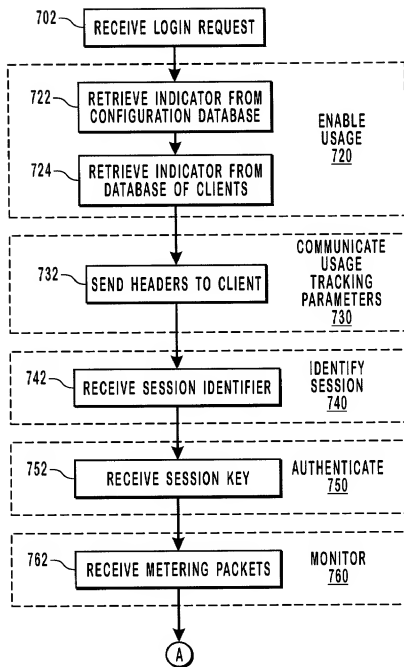 702
RECEIVE LOGIN REQUEST
722
RETRIEVE INDICATOR FROM
CONFIGURATION DATABASE
ENABLE
USAGE
720
724
RETRIEVE INDICATOR FROM
DATABASE OF CLIENTS
732
SEND HEADERS TO CLIENT
COMMUNICATE
USAGE
TRACKING
PARAMETERS
730
742
RECEIVE SESSION IDENTIFIER
IDENTIFY
SESSION
740
752
RECEIVE SESSION KEY
AUTHENTICATE
750
762
RECEIVE METERING PACKETS
MONITOR
760
A